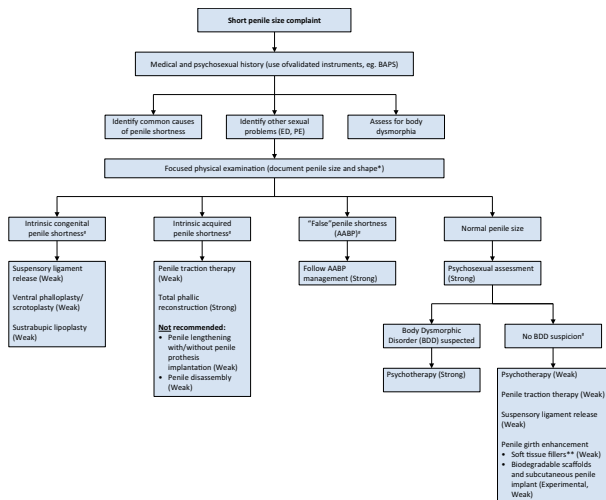 Short penile size complaint
Medical and psychosexual history (use ofvalidated instruments, eg. BAPS)
Identify common causes
of penile shortness
Identify other sexual
problems (ED, PE)
Assess for body
dysmorphia
Focused physical examination (document penile size and shape*)
Intrinsic congenital
penile shortness#
Intrinsic acquired
penile shortness#
"False"penile shortness
(AABP)#
Normal penile size
Suspensory ligament
release (Weak)
Ventral phalloplasty/
scrotoplasty (Weak)
Sustrabupic lipoplasty
(Weak)
Penile traction therapy
(Weak)
Total phallic
reconstruction (Strong)
Not recommended:
• Penile lengthening
with/without penile
prothesis
implantation (Weak)
• Penile disassembly
(Weak)
Follow AABP
management (Strong)
Psychosexual assessment
(Strong)
Body Dysmorphic
Disorder (BDD) suspected
No BDD suspicion#
Psychotherapy (Strong)
Psychotherapy (Weak)
Penile traction therapy (Weak)
Suspensory ligament release
(Weak)
Penile girth enhancement
• Soft tissue fillers** (Weak)
• Biodegradable scaffolds
and subcutaneous penile
implant (Experimental,
Weak)